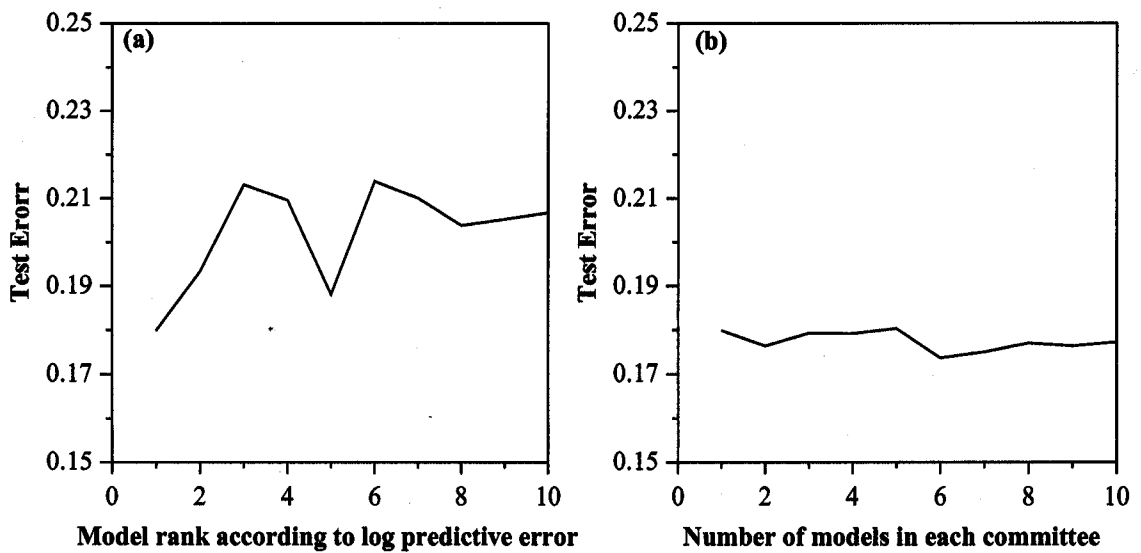 (a)
0.25
0.23
0.21
0.19
0.17
0.15
Test Erorr
0 2 4 6 8 10
Model rank according to log predictive error
(b)
0.25
0.23
0.21
0.19
0.17
0.15
Test Error
0 2 4 6 8 10
Number of models in each committee